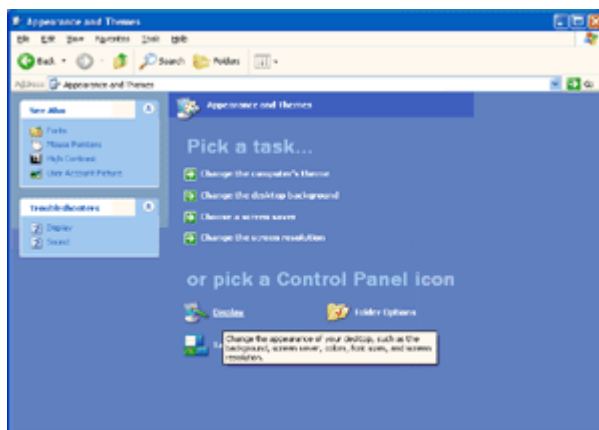 Appearance and Themes
File Edit View Favorites Tools Help
Back Search Folders
Address Appearance and Themes Go
See Also
Fonts
Mouse Pointers
High Contrast
User Account Picture
Troubleshooters
Display
Sound
Appearance and Themes
Pick a task...
Change the computer's theme
Change the desktop background
Choose a screen saver
Change the screen resolution
or pick a Control Panel icon
Display Folder Options
Change the appearance of your desktop, such as the
background, screen saver, colors, font sizes, and screen
resolution.